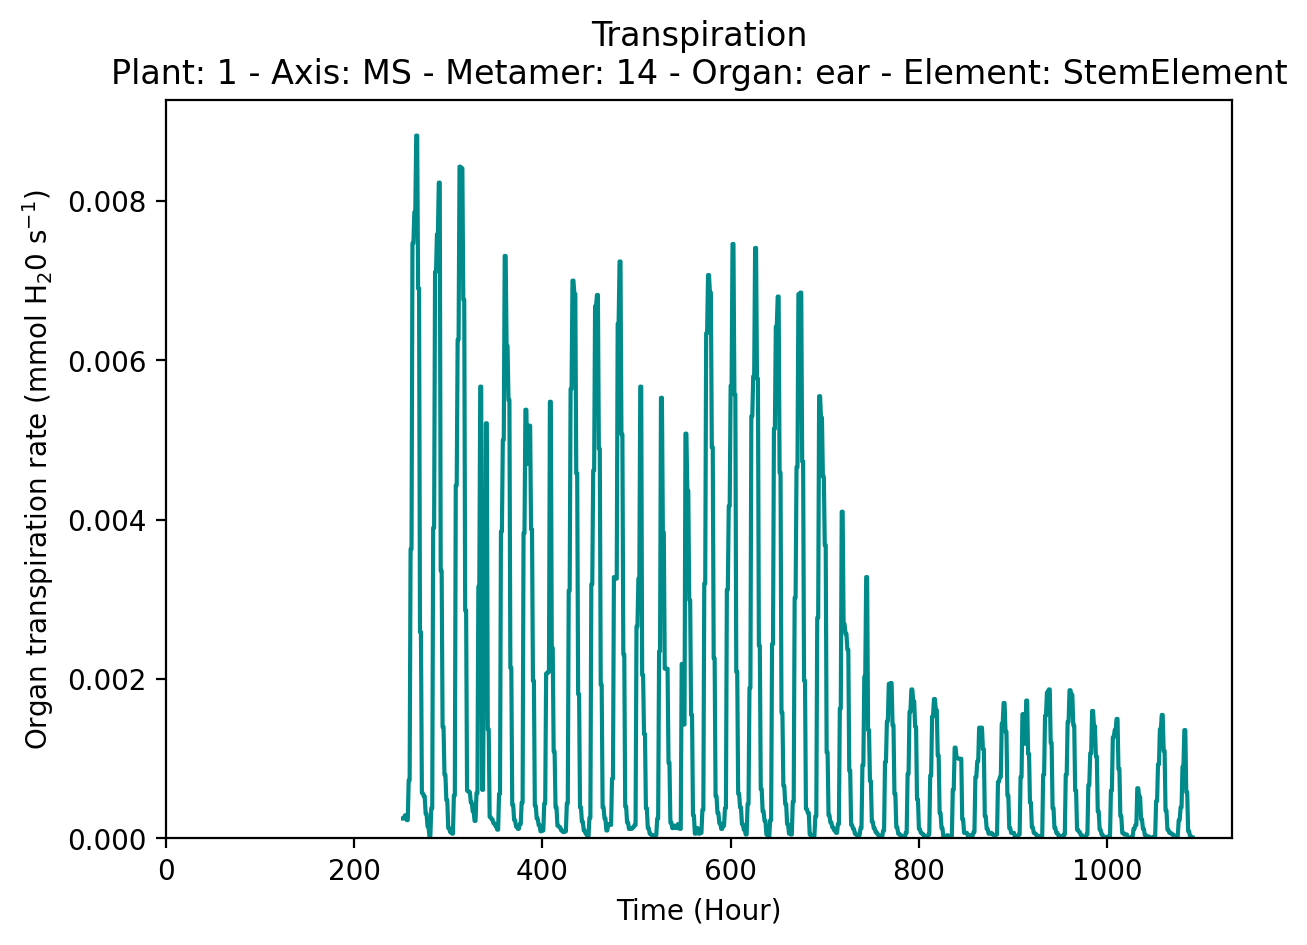 Transpiration
Plant: 1 - Axis: MS - Metamer: 14 - Organ: ear - Element: StemElement
Organ transpiration rate (mmol H₂0 s⁻¹)
0.008
0.006
0.004
0.002
0.000
0 200 400 600 800 1000
Time (Hour)